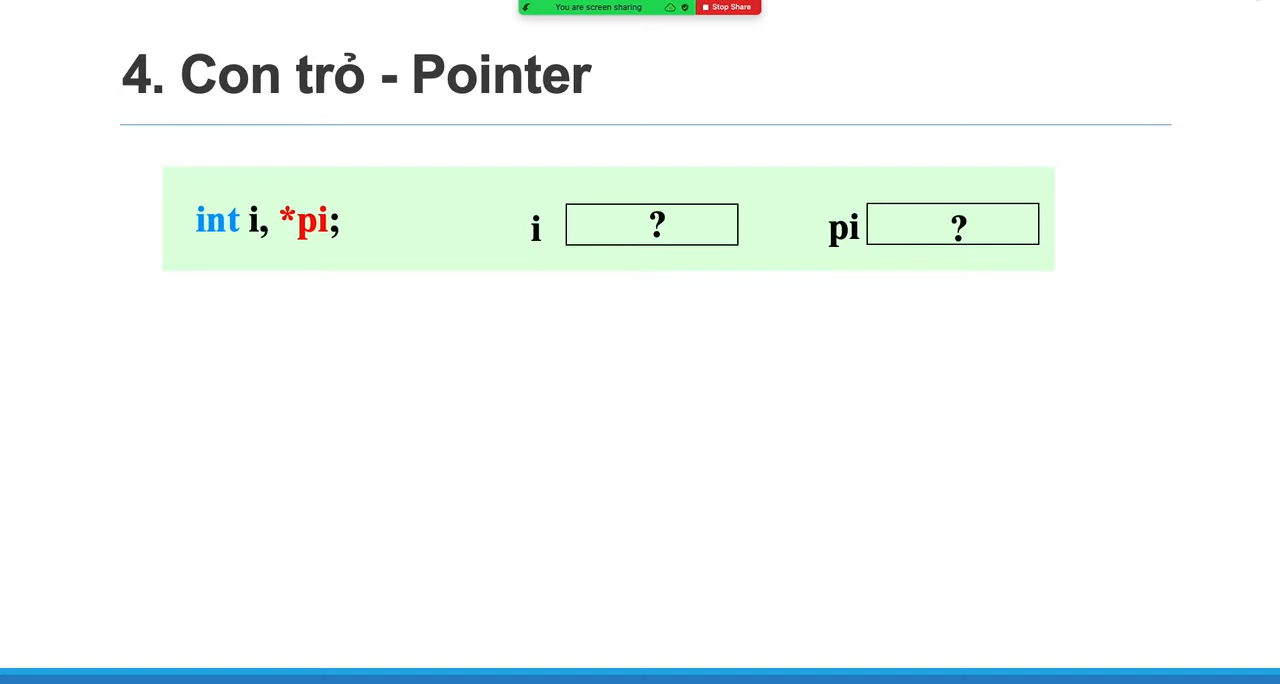 You are screen sharing
Stop Share
4. Con trỏ - Pointer
int i, *pi;
i
?
pi
?